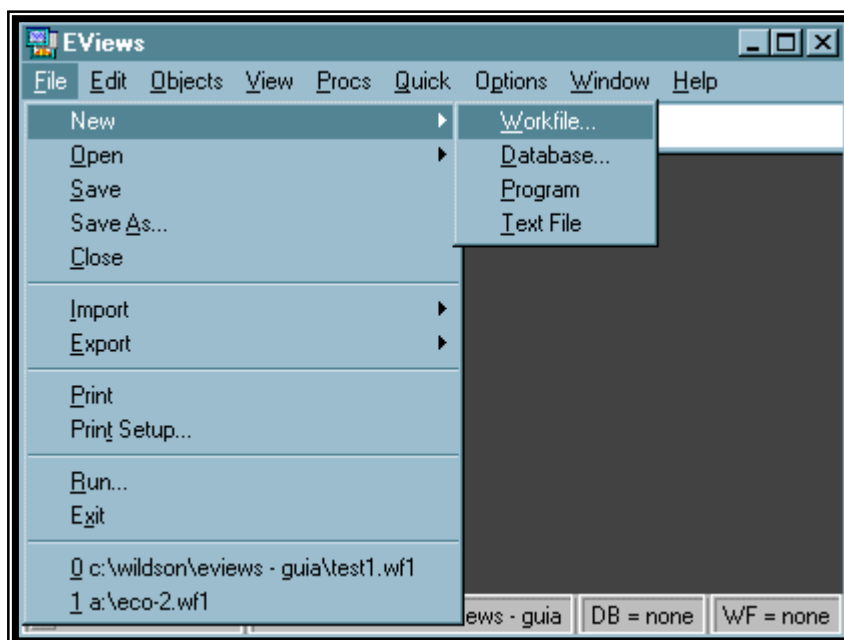 EViews
File Edit Objects View Procs Quick Options Window Help
New
Open
Save
Save As...
Close
Import
Export
Print
Print Setup...
Run...
Exit
0 c:\wildson\eviews - guia\test1.wf1
1 a:\eco-2.wf1
Workfile...
Database...
Program
Text File
ews - guia DB = none WF = none